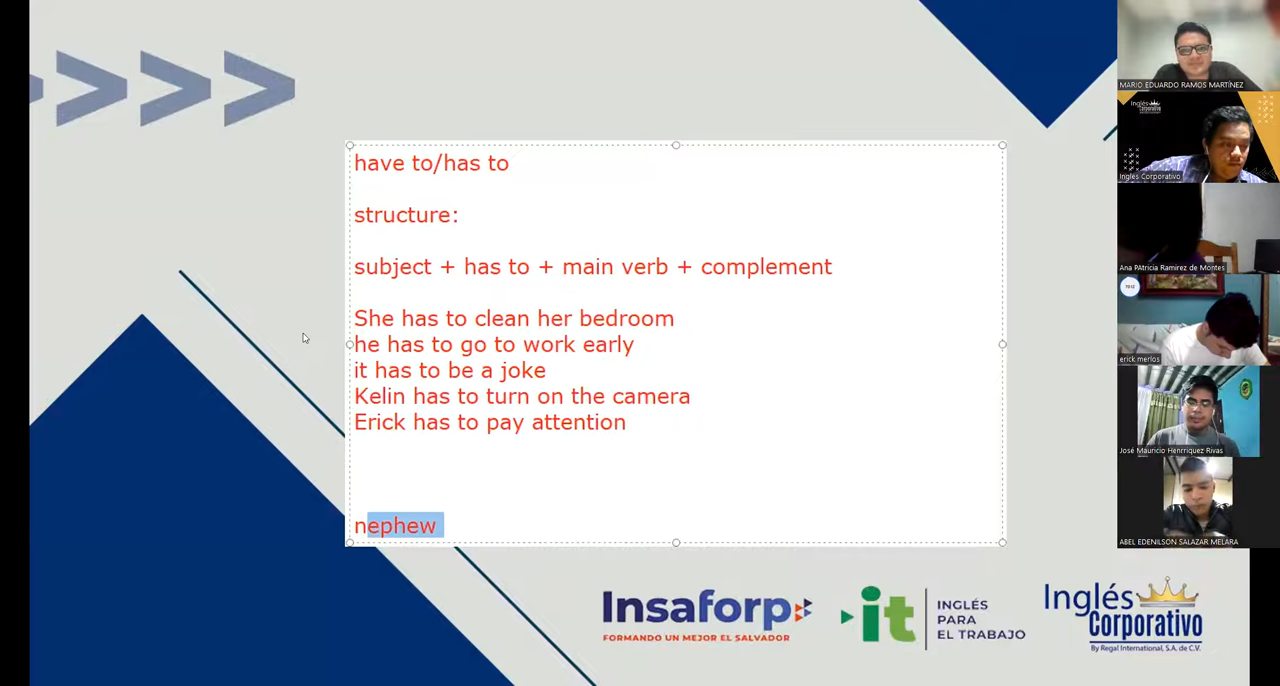 have to/has to
structure:
subject + has to + main verb + complement
She has to clean her bedroom
he has to go to work early
it has to be a joke
Kelin has to turn on the camera
Erick has to pay attention
nephew
Insaforp
FORMANDO UN MEJOR EL SALVADOR
it
INGLÉS
PARA
EL TRABAJO
Inglés
Corporativo
By Regal International, S.A. de C.V.
MARIO EDUARDO RAMOS MARTÍNEZ
Inglés Corporativo
Ana PAtricia Ramirez de Montes
erick merlos
José Mauricio Henrriquez Rivas
ABEL EDENILSON SALAZAR MELARA